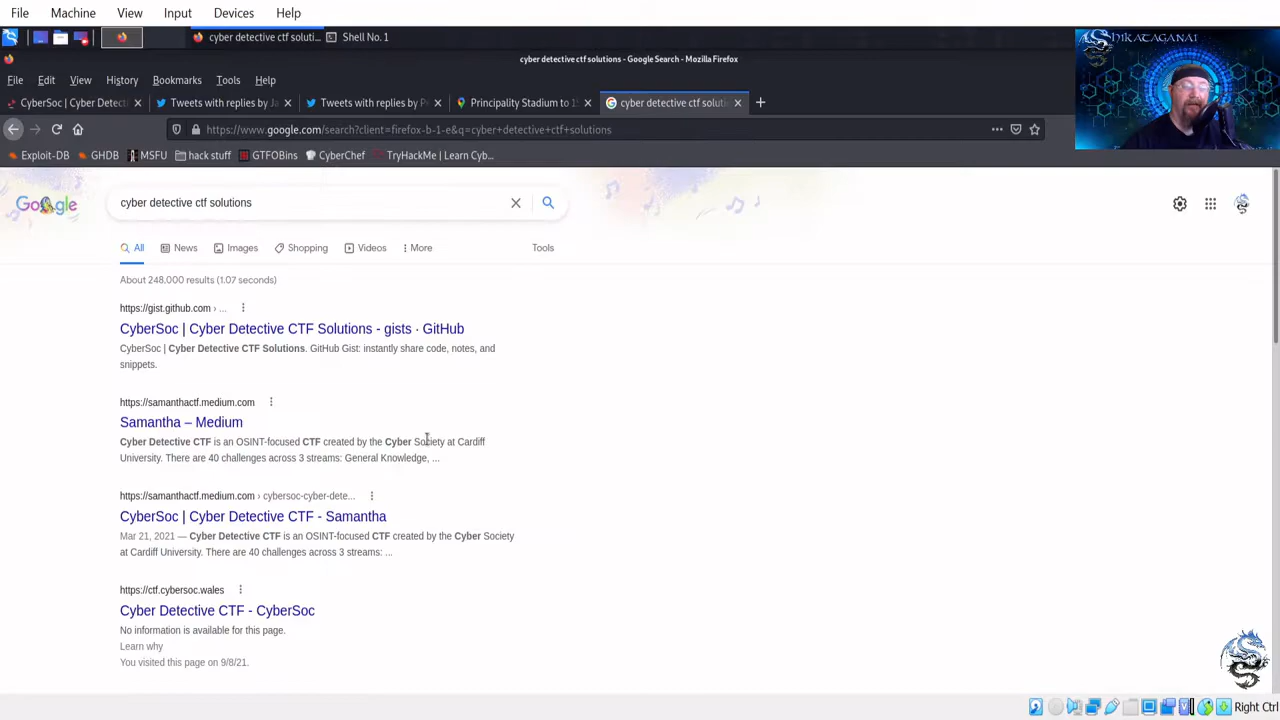 File Machine View Input Devices Help
cyber detective ctf soluti... Shell No. 1
SHIKATAGANAI
cyber detective ctf solutions - Google Search - Mozilla Firefox
File Edit View History Bookmarks Tools Help
CyberSoc | Cyber Detecti Tweets with replies by Ja Tweets with replies by P Principality Stadium to 1 cyber detective ctf soluti
https://www.google.com/search?client=firefox-b-1-e&q=cyber+detective+ctf+solutions
Exploit-DB GHDB MSFU hack stuff GTFOBins CyberChef TryHackMe | Learn Cyb...
Google cyber detective ctf solutions
All News Images Shopping Videos More Tools
About 248,000 results (1.07 seconds)
https://gist.github.com › ...
CyberSoc | Cyber Detective CTF Solutions - gists · GitHub
CyberSoc | Cyber Detective CTF Solutions. GitHub Gist: instantly share code, notes, and
snippets.
https://samanthactf.medium.com
Samantha – Medium
Cyber Detective CTF is an OSINT-focused CTF created by the Cyber Society at Cardiff
University. There are 40 challenges across 3 streams: General Knowledge, ...
https://samanthactf.medium.com › cybersoc-cyber-dete...
CyberSoc | Cyber Detective CTF - Samantha
Mar 21, 2021 — Cyber Detective CTF is an OSINT-focused CTF created by the Cyber Society
at Cardiff University. There are 40 challenges across 3 streams: ...
https://ctf.cybersoc.wales
Cyber Detective CTF - CyberSoc
No information is available for this page.
Learn why
You visited this page on 9/8/21.
Right Ctrl